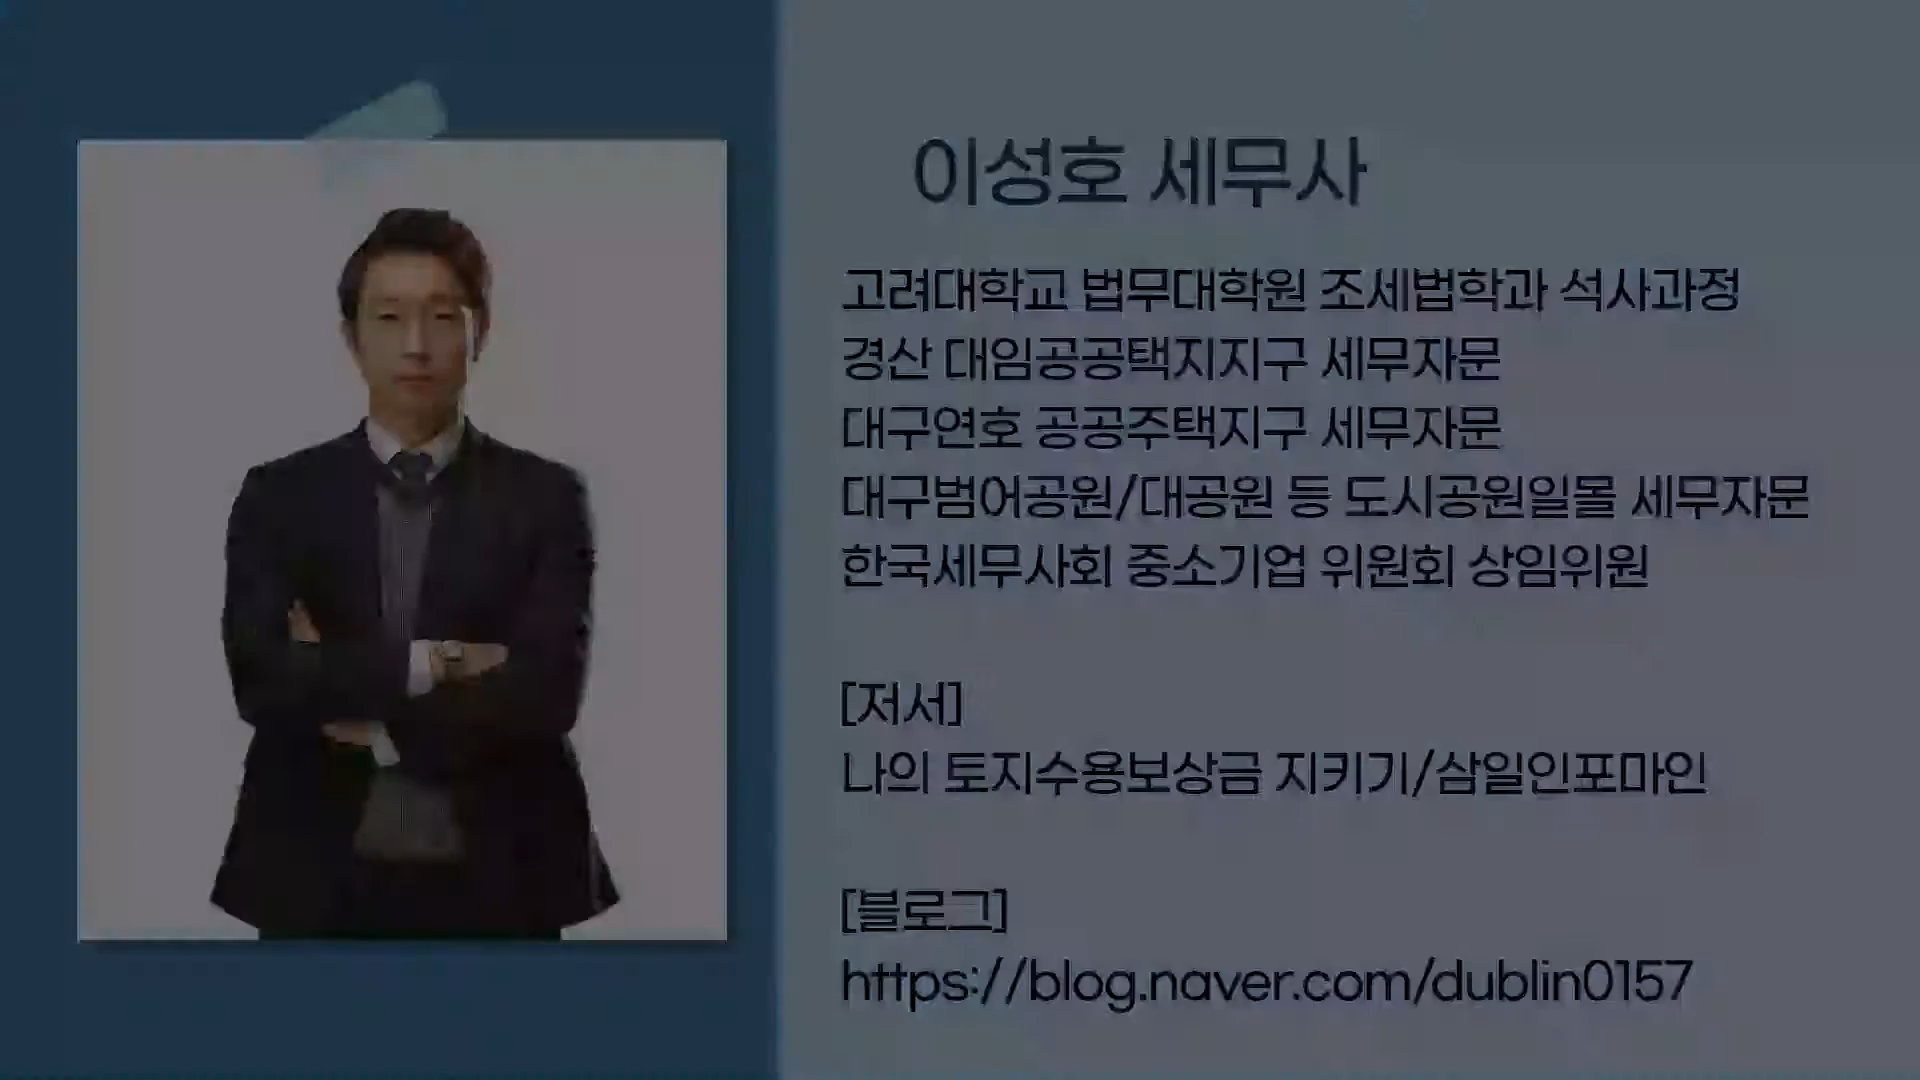 이성호 세무사
고려대학교 법무대학원 조세법학과 석사과정
경산 대임공공택지지구 세무자문
대구연호 공공주택지구 세무자문
대구범어공원/대공원 등 도시공원일몰 세무자문
한국세무사회 중소기업 위원회 상임위원
[저서]
나의 토지수용보상금 지키기/삼일인포마인
[블로그]
https://blog.naver.com/dublin0157